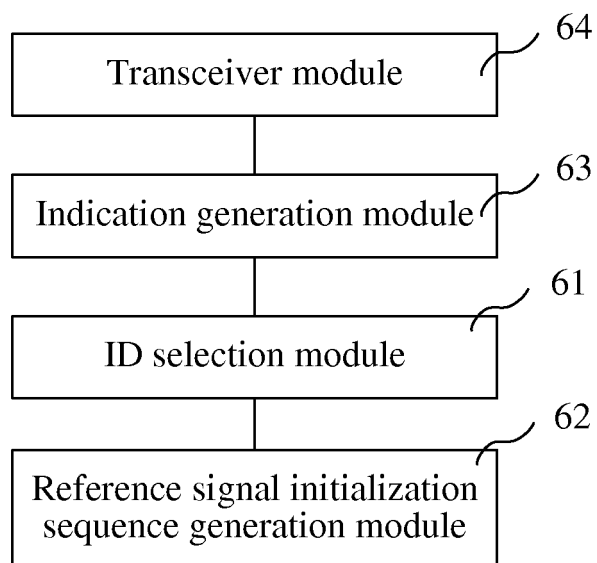 64
Transceiver module
63
Indication generation module
61
ID selection module
62
Reference signal initialization
sequence generation module